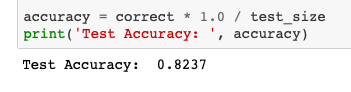 accuracy = correct * 1.0 / test_size
print('Test Accuracy: ', accuracy)
Test Accuracy:  0.8237